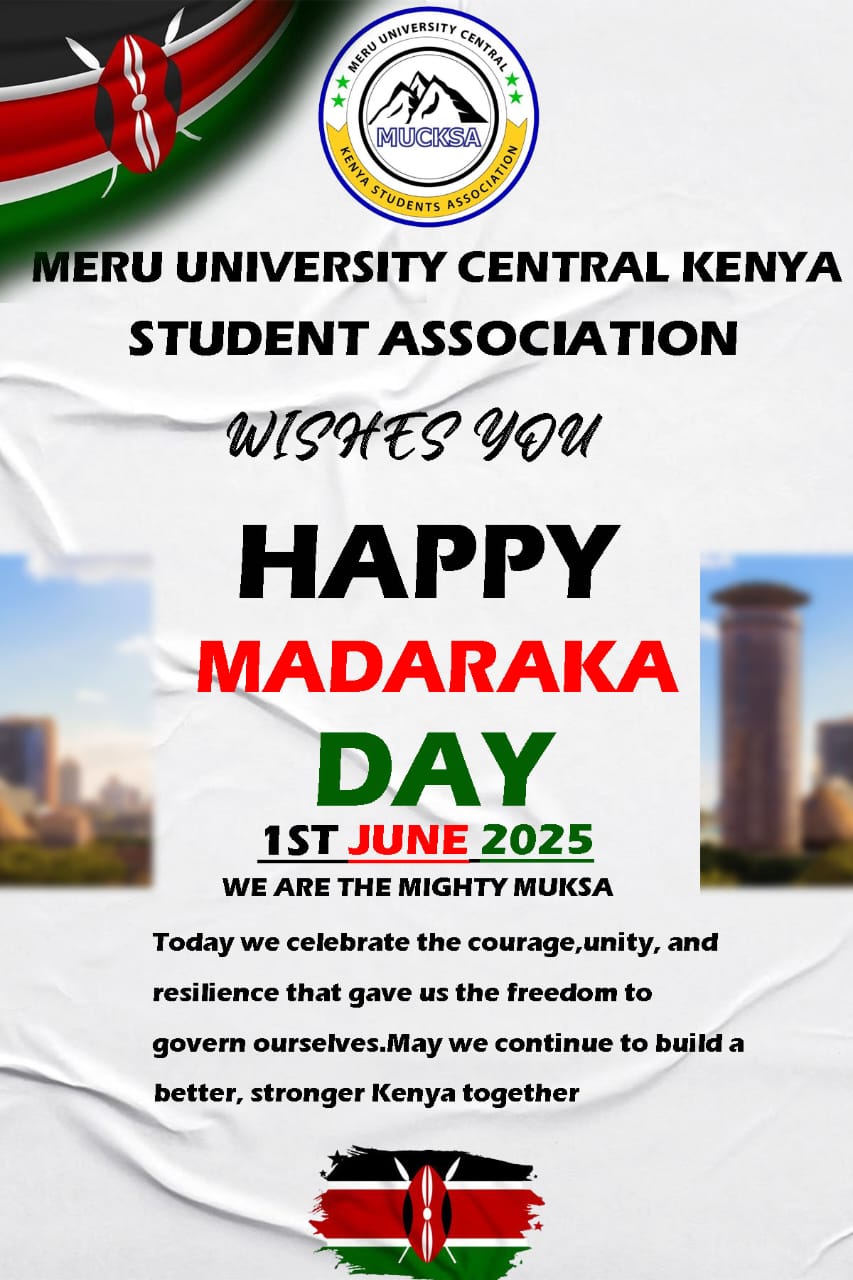 MERU UNIVERSITY CENTRAL
MUCKSA
KENYA STUDENTS ASSOCIATION
MERU UNIVERSITY CENTRAL KENYA
STUDENT ASSOCIATION
WISHES YOU
HAPPY
MADARAKA
DAY
1ST JUNE 2025
WE ARE THE MIGHTY MUKSA
Today we celebrate the courage,unity, and
resilience that gave us the freedom to
govern ourselves.May we continue to build a
better, stronger Kenya together